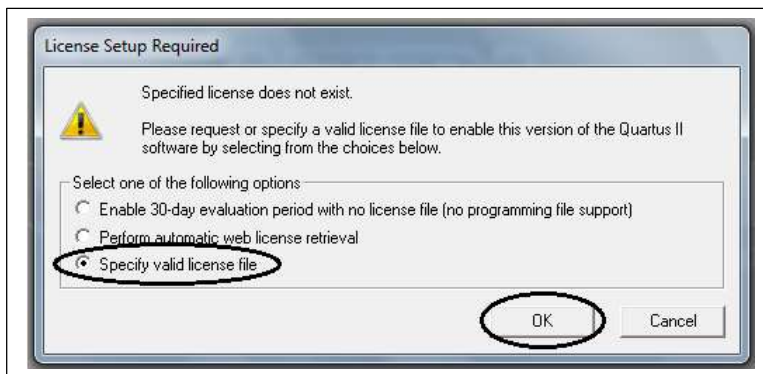 License Setup Required
Specified license does not exist.
Please request or specify a valid license file to enable this version of the Quartus II
software by selecting from the choices below.
Select one of the following options
Enable 30-day evaluation period with no license file (no programming file support)
Perform automatic web license retrieval
Specify valid license file
OK Cancel